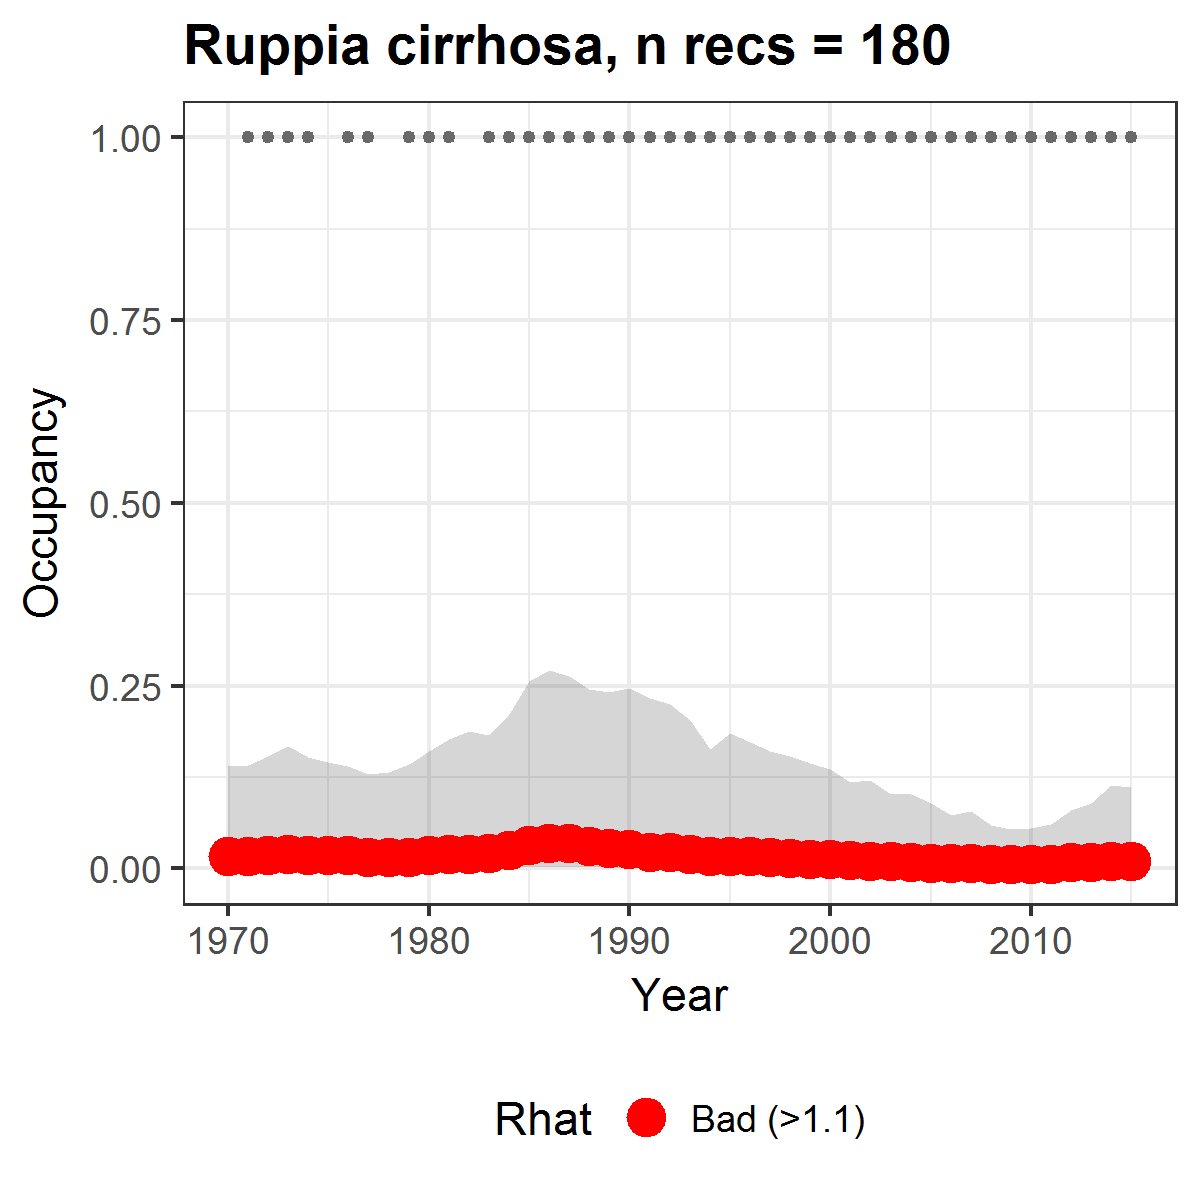 Ruppia cirrhosa, n recs = 180
1.00
0.75
0.50
0.25
0.00
Occupancy
1970 1980 1990 2000 2010
Year
Rhat Bad (>1.1)